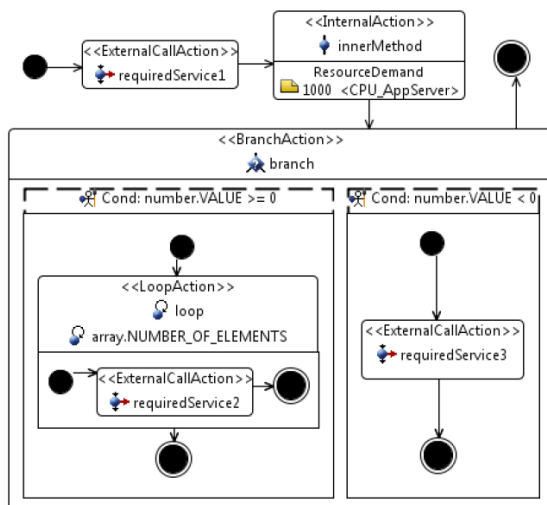 <<InternalAction>>
innerMethod
<<ExternalCallAction>>
requiredService1
ResourceDemand
1000 <CPU_AppServer>
<<BranchAction>>
branch
Cond: number.VALUE >= 0
Cond: number.VALUE < 0
<<LoopAction>>
loop
array.NUMBER_OF_ELEMENTS
<<ExternalCallAction>>
requiredService2
<<ExternalCallAction>>
requiredService3